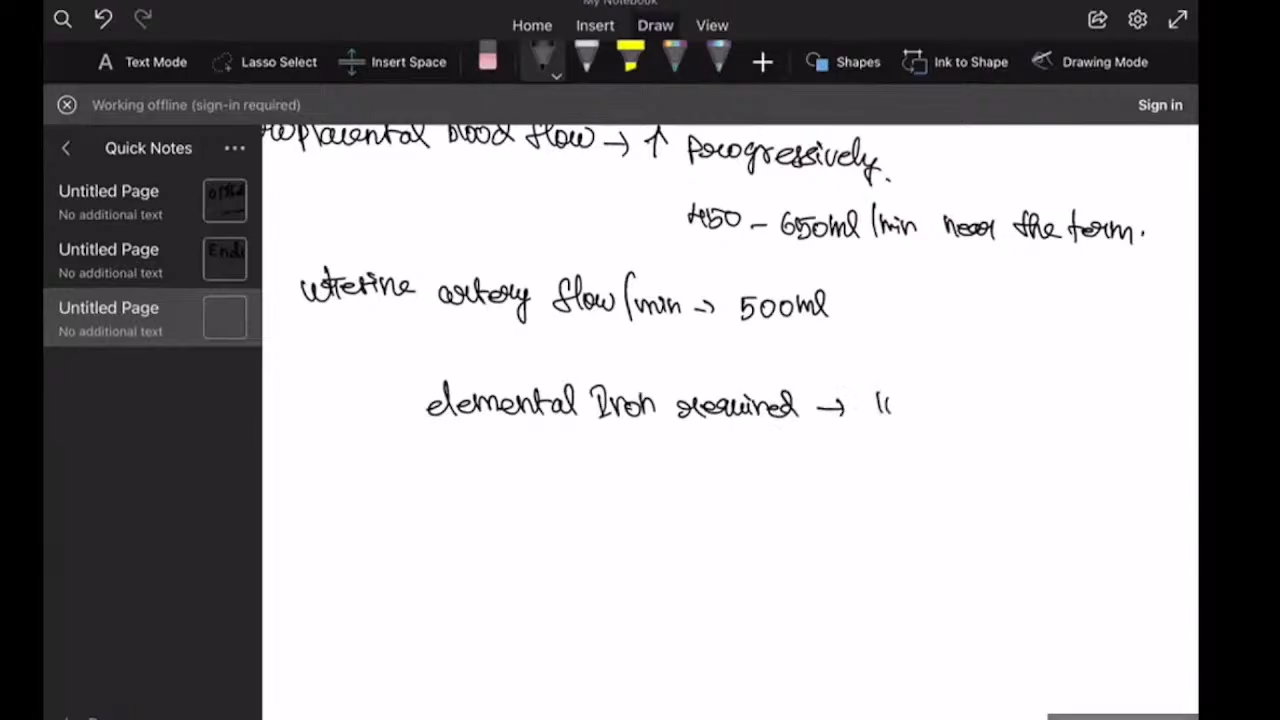 My Notebook
Home Insert Draw View
Text Mode Lasso Select Insert Space Shapes Ink to Shape Drawing Mode
Working offline (sign-in required) Sign in
Quick Notes
Untitled Page
No additional text
Untitled Page
No additional text
Untitled Page
No additional text
blood flow → ↑ Progressively.
450 - 650ml/min near the term.
uterine artery flow/min → 500ml
elemental Iron required →